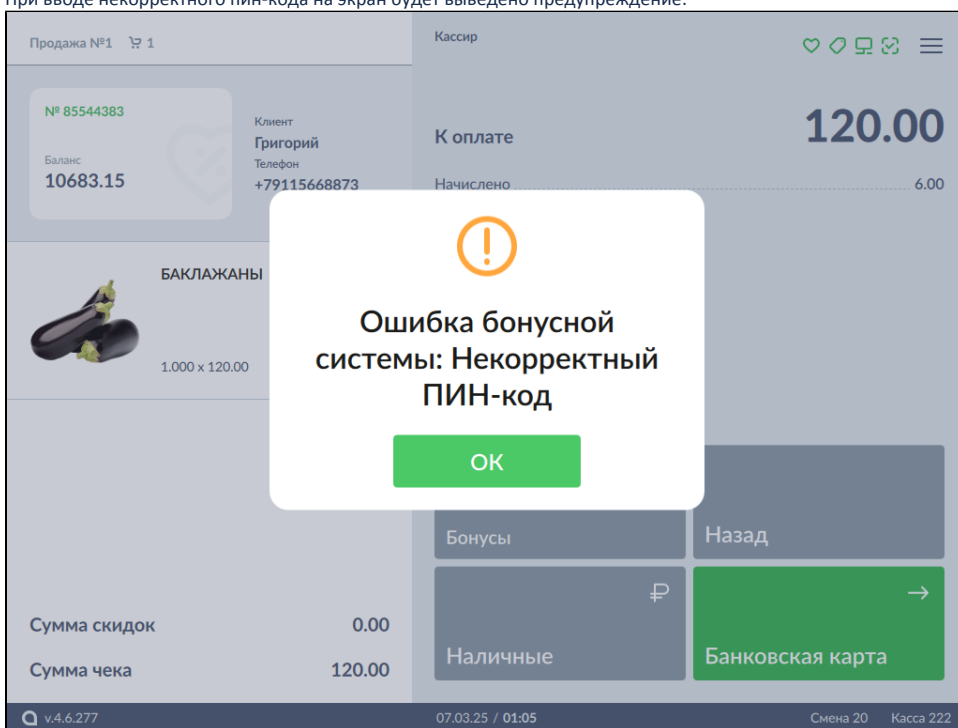 При вводе некорректного пин-кода на экран будет выведено предупреждение:
Продажа №1 1
Кассир
№ 85544383
Баланс
10683.15
Клиент
Григорий
Телефон
+79115668873
К оплате 120.00
Начислено 6.00
БАКЛАЖАНЫ
1.000 x 120.00
Ошибка бонусной
системы: Некорректный
ПИН-код
ОК
Бонусы
Назад
Наличные
₽
Банковская карта
→
Сумма скидок 0.00
Сумма чека 120.00
v.4.6.277
07.03.25 / 01:05
Смена 20 Касса 222